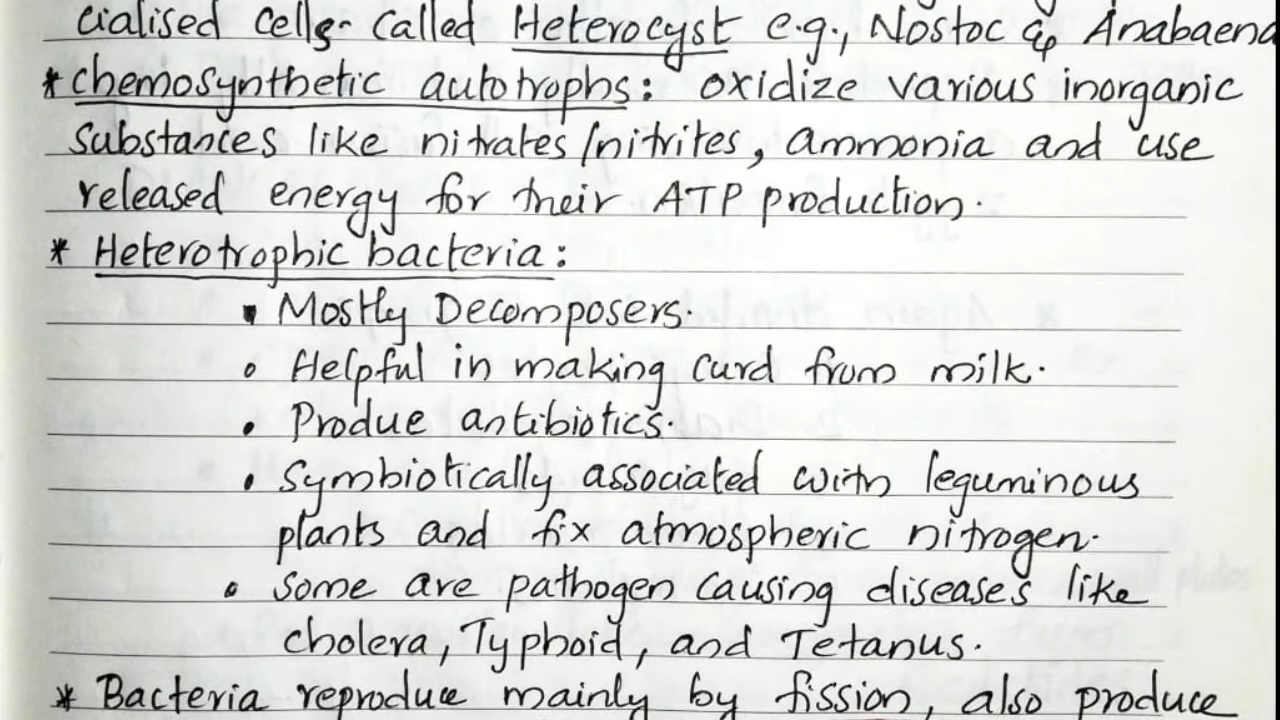 cialised cells called Heterocyst e.g., Nostoc & Anabaena
* chemosynthetic autotrophs: oxidize various inorganic
substances like nitrates/nitrites, ammonia and use
released energy for their ATP production.
* Heterotrophic bacteria:
• Mostly Decomposers.
• Helpful in making curd from milk.
• Produe antibiotics.
• Symbiotically associated with leguminous
plants and fix atmospheric nitrogen.
• Some are pathogen causing diseases like
cholera, Typhoid, and Tetanus.
* Bacteria reproduce mainly by fission, also produce